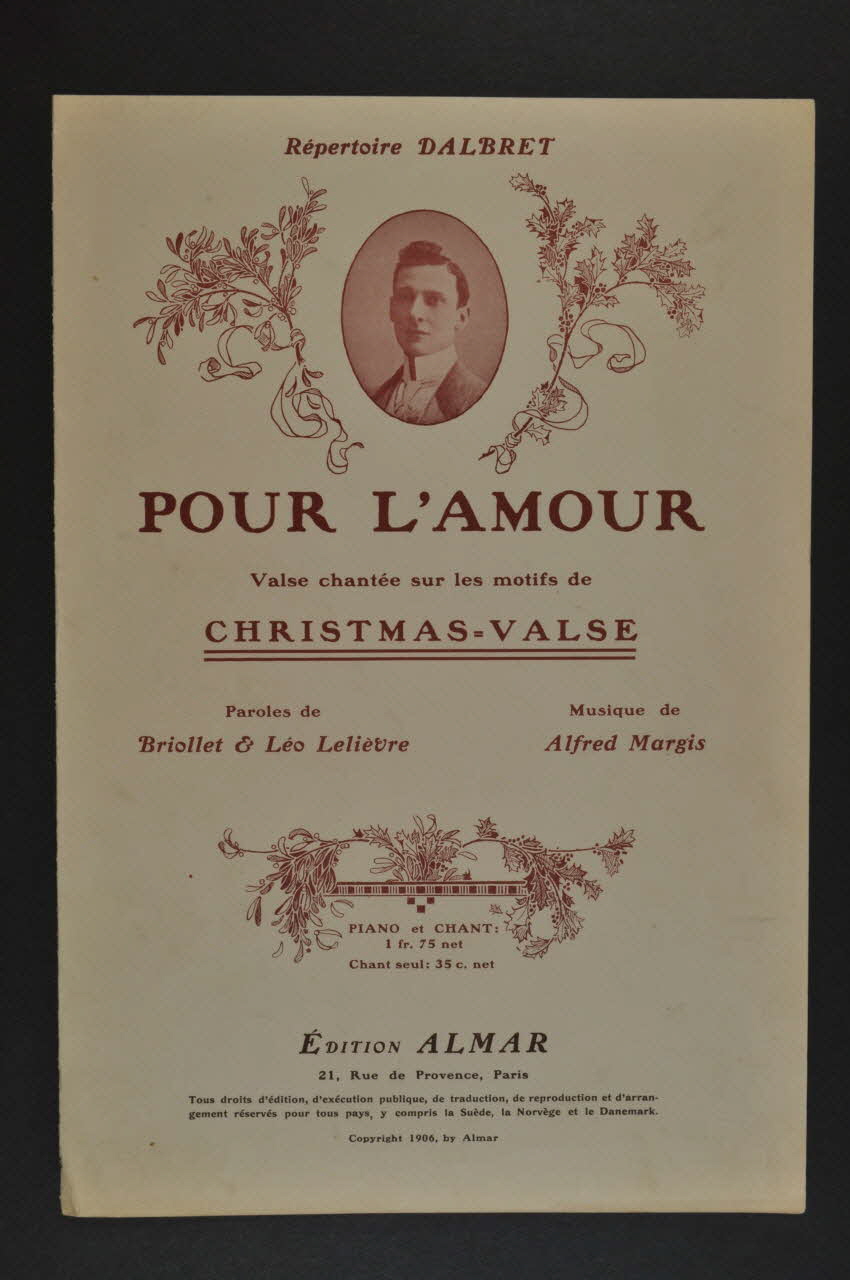 Répertoire DALBRET
POUR L'AMOUR
Valse chantée sur les motifs de
CHRISTMAS=VALSE
Paroles de
Briollet & Léo Lelièvre
Musique de
Alfred Margis
PIANO et CHANT:
1 fr. 75 net
Chant seul: 35 c. net
ÉDITION ALMAR
21, Rue de Provence, Paris
Tous droits d'édition, d'exécution publique, de traduction, de reproduction et d'arran-
gement réservés pour tous pays, y compris la Suède, la Norvège et le Danemark.
Copyright 1906, by Almar